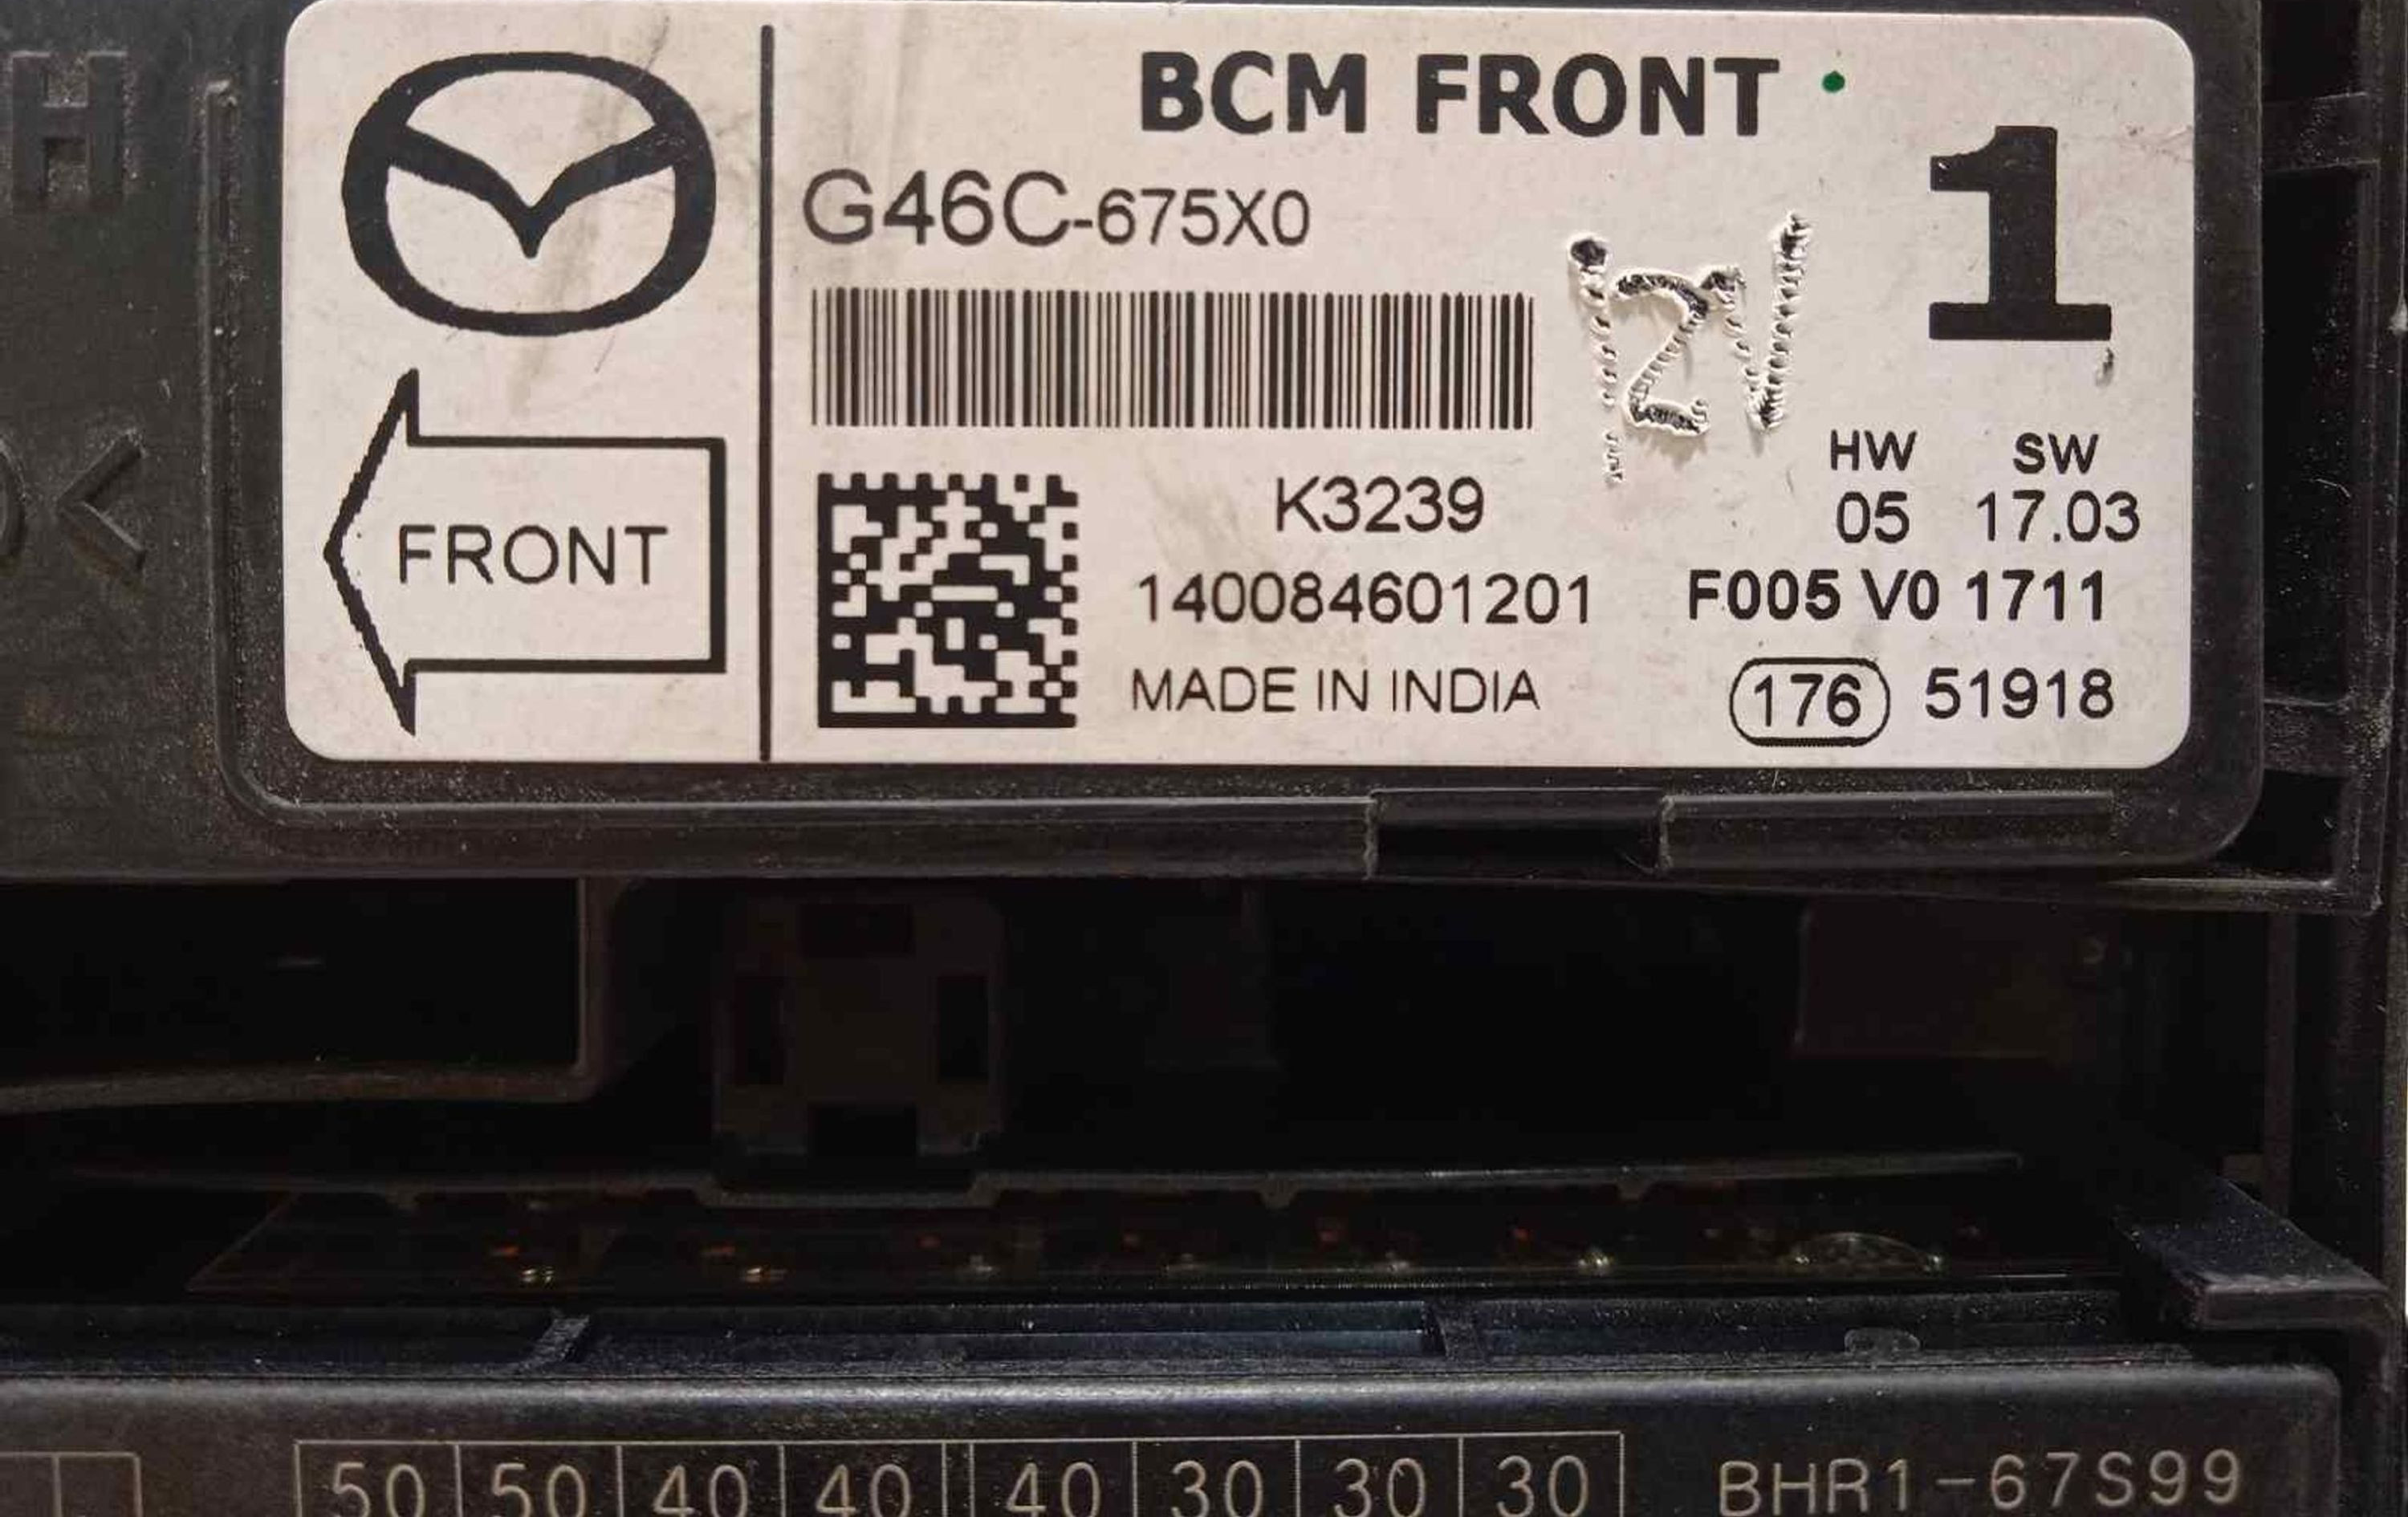 H
BCM FRONT
1
G46C-675X0
12V
HW SW
K3239
05 17.03
FRONT
140084601201
F005 V0 1711
MADE IN INDIA
176 51918
50 50 40 40 40 30 30 30 BHR1-67S99